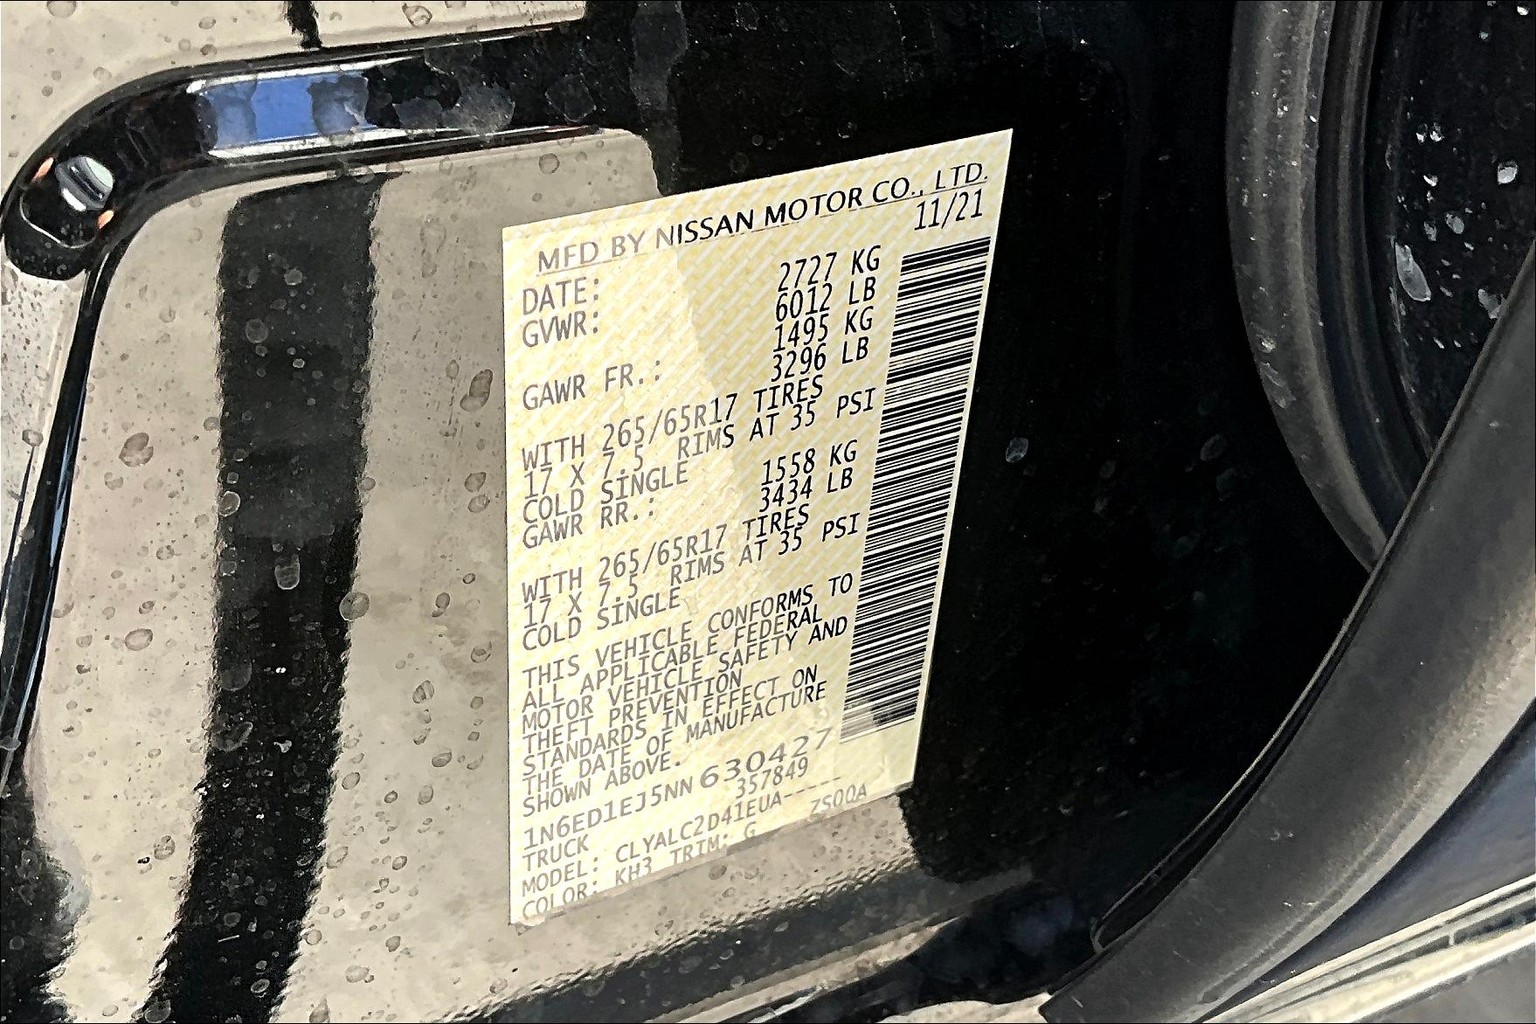 MFD BY NISSAN MOTOR CO., LTD.
DATE: 11/21
GVWR: 2727 KG
6012 LB
GAWR FR.: 1495 KG
3296 LB
WITH 265/65R17 TIRES
17 X 7.5 RIMS AT 35 PSI
COLD SINGLE
GAWR RR.: 1558 KG
3434 LB
WITH 265/65R17 TIRES
17 X 7.5 RIMS AT 35 PSI
COLD SINGLE
THIS VEHICLE CONFORMS TO
ALL APPLICABLE FEDERAL
MOTOR VEHICLE SAFETY AND
THEFT PREVENTION
STANDARDS IN EFFECT ON
THE DATE OF MANUFACTURE
SHOWN ABOVE.
1N6ED1EJ5NN630427
TRUCK 357849
MODEL: CLYALC2D41EUA-----
COLOR: KH3 TRIM: G ZS00A